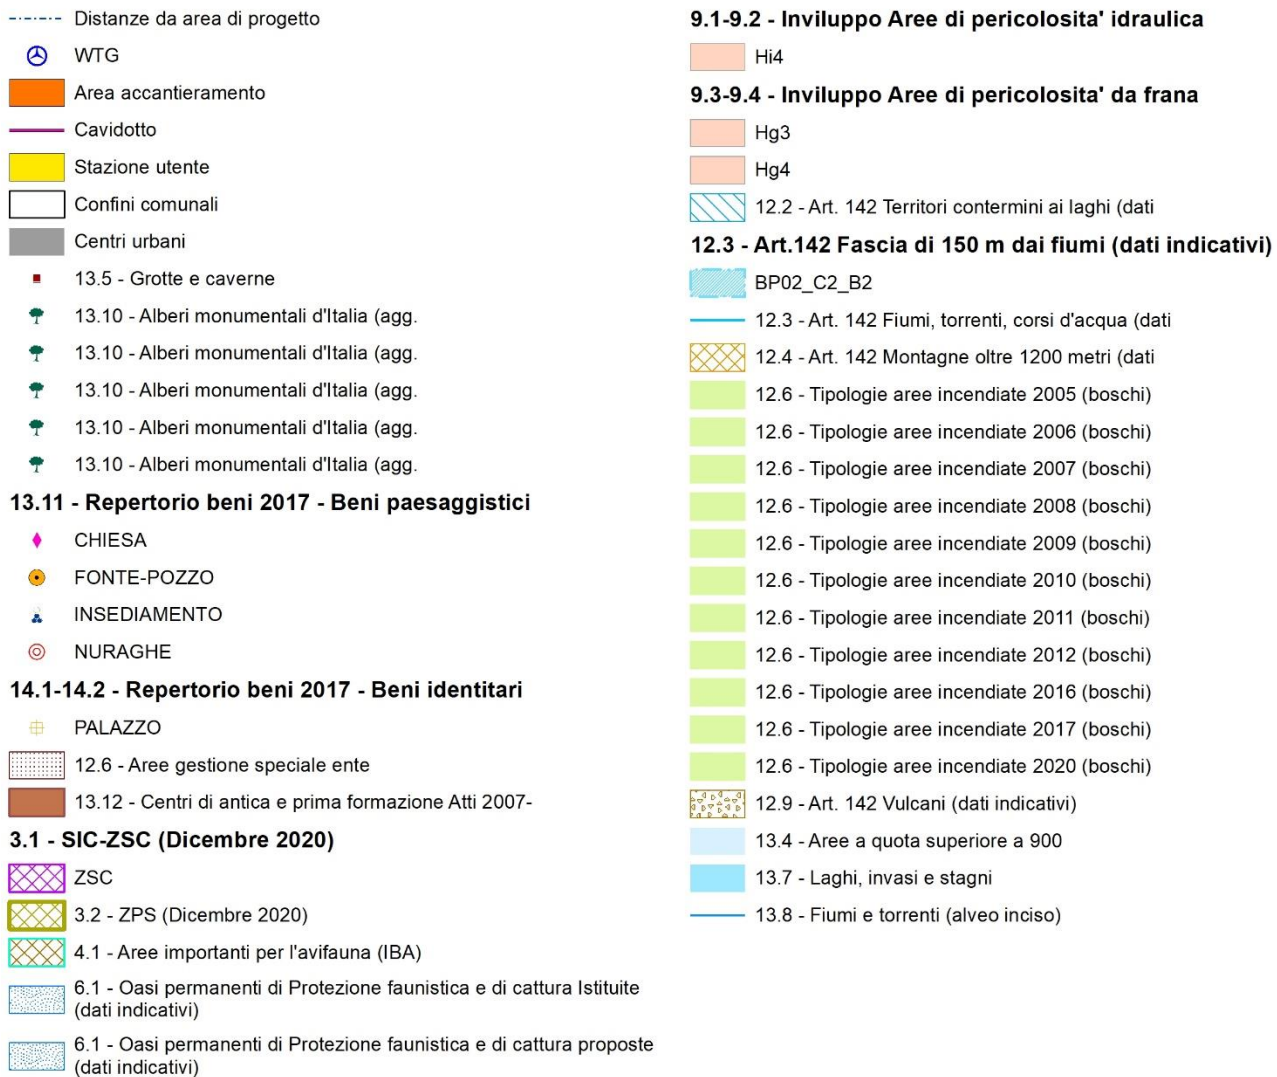 Distanze da area di progetto
WTG
Area accantieramento
Cavidotto
Stazione utente
Confini comunali
Centri urbani
13.5 - Grotte e caverne
13.10 - Alberi monumentali d'Italia (agg.
13.10 - Alberi monumentali d'Italia (agg.
13.10 - Alberi monumentali d'Italia (agg.
13.10 - Alberi monumentali d'Italia (agg.
13.10 - Alberi monumentali d'Italia (agg.
13.11 - Repertorio beni 2017 - Beni paesaggistici
CHIESA
FONTE-POZZO
INSEDIAMENTO
NURAGHE
14.1-14.2 - Repertorio beni 2017 - Beni identitari
PALAZZO
12.6 - Aree gestione speciale ente
13.12 - Centri di antica e prima formazione Atti 2007-
3.1 - SIC-ZSC (Dicembre 2020)
ZSC
3.2 - ZPS (Dicembre 2020)
4.1 - Aree importanti per l'avifauna (IBA)
6.1 - Oasi permanenti di Protezione faunistica e di cattura Istituite
(dati indicativi)
6.1 - Oasi permanenti di Protezione faunistica e di cattura proposte
(dati indicativi)
9.1-9.2 - Inviluppo Aree di pericolosita' idraulica
Hi4
9.3-9.4 - Inviluppo Aree di pericolosita' da frana
Hg3
Hg4
12.2 - Art. 142 Territori contermini ai laghi (dati
12.3 - Art.142 Fascia di 150 m dai fiumi (dati indicativi)
BP02_C2_B2
12.3 - Art. 142 Fiumi, torrenti, corsi d'acqua (dati
12.4 - Art. 142 Montagne oltre 1200 metri (dati
12.6 - Tipologie aree incendiate 2005 (boschi)
12.6 - Tipologie aree incendiate 2006 (boschi)
12.6 - Tipologie aree incendiate 2007 (boschi)
12.6 - Tipologie aree incendiate 2008 (boschi)
12.6 - Tipologie aree incendiate 2009 (boschi)
12.6 - Tipologie aree incendiate 2010 (boschi)
12.6 - Tipologie aree incendiate 2011 (boschi)
12.6 - Tipologie aree incendiate 2012 (boschi)
12.6 - Tipologie aree incendiate 2016 (boschi)
12.6 - Tipologie aree incendiate 2017 (boschi)
12.6 - Tipologie aree incendiate 2020 (boschi)
12.9 - Art. 142 Vulcani (dati indicativi)
13.4 - Aree a quota superiore a 900
13.7 - Laghi, invasi e stagni
13.8 - Fiumi e torrenti (alveo inciso)